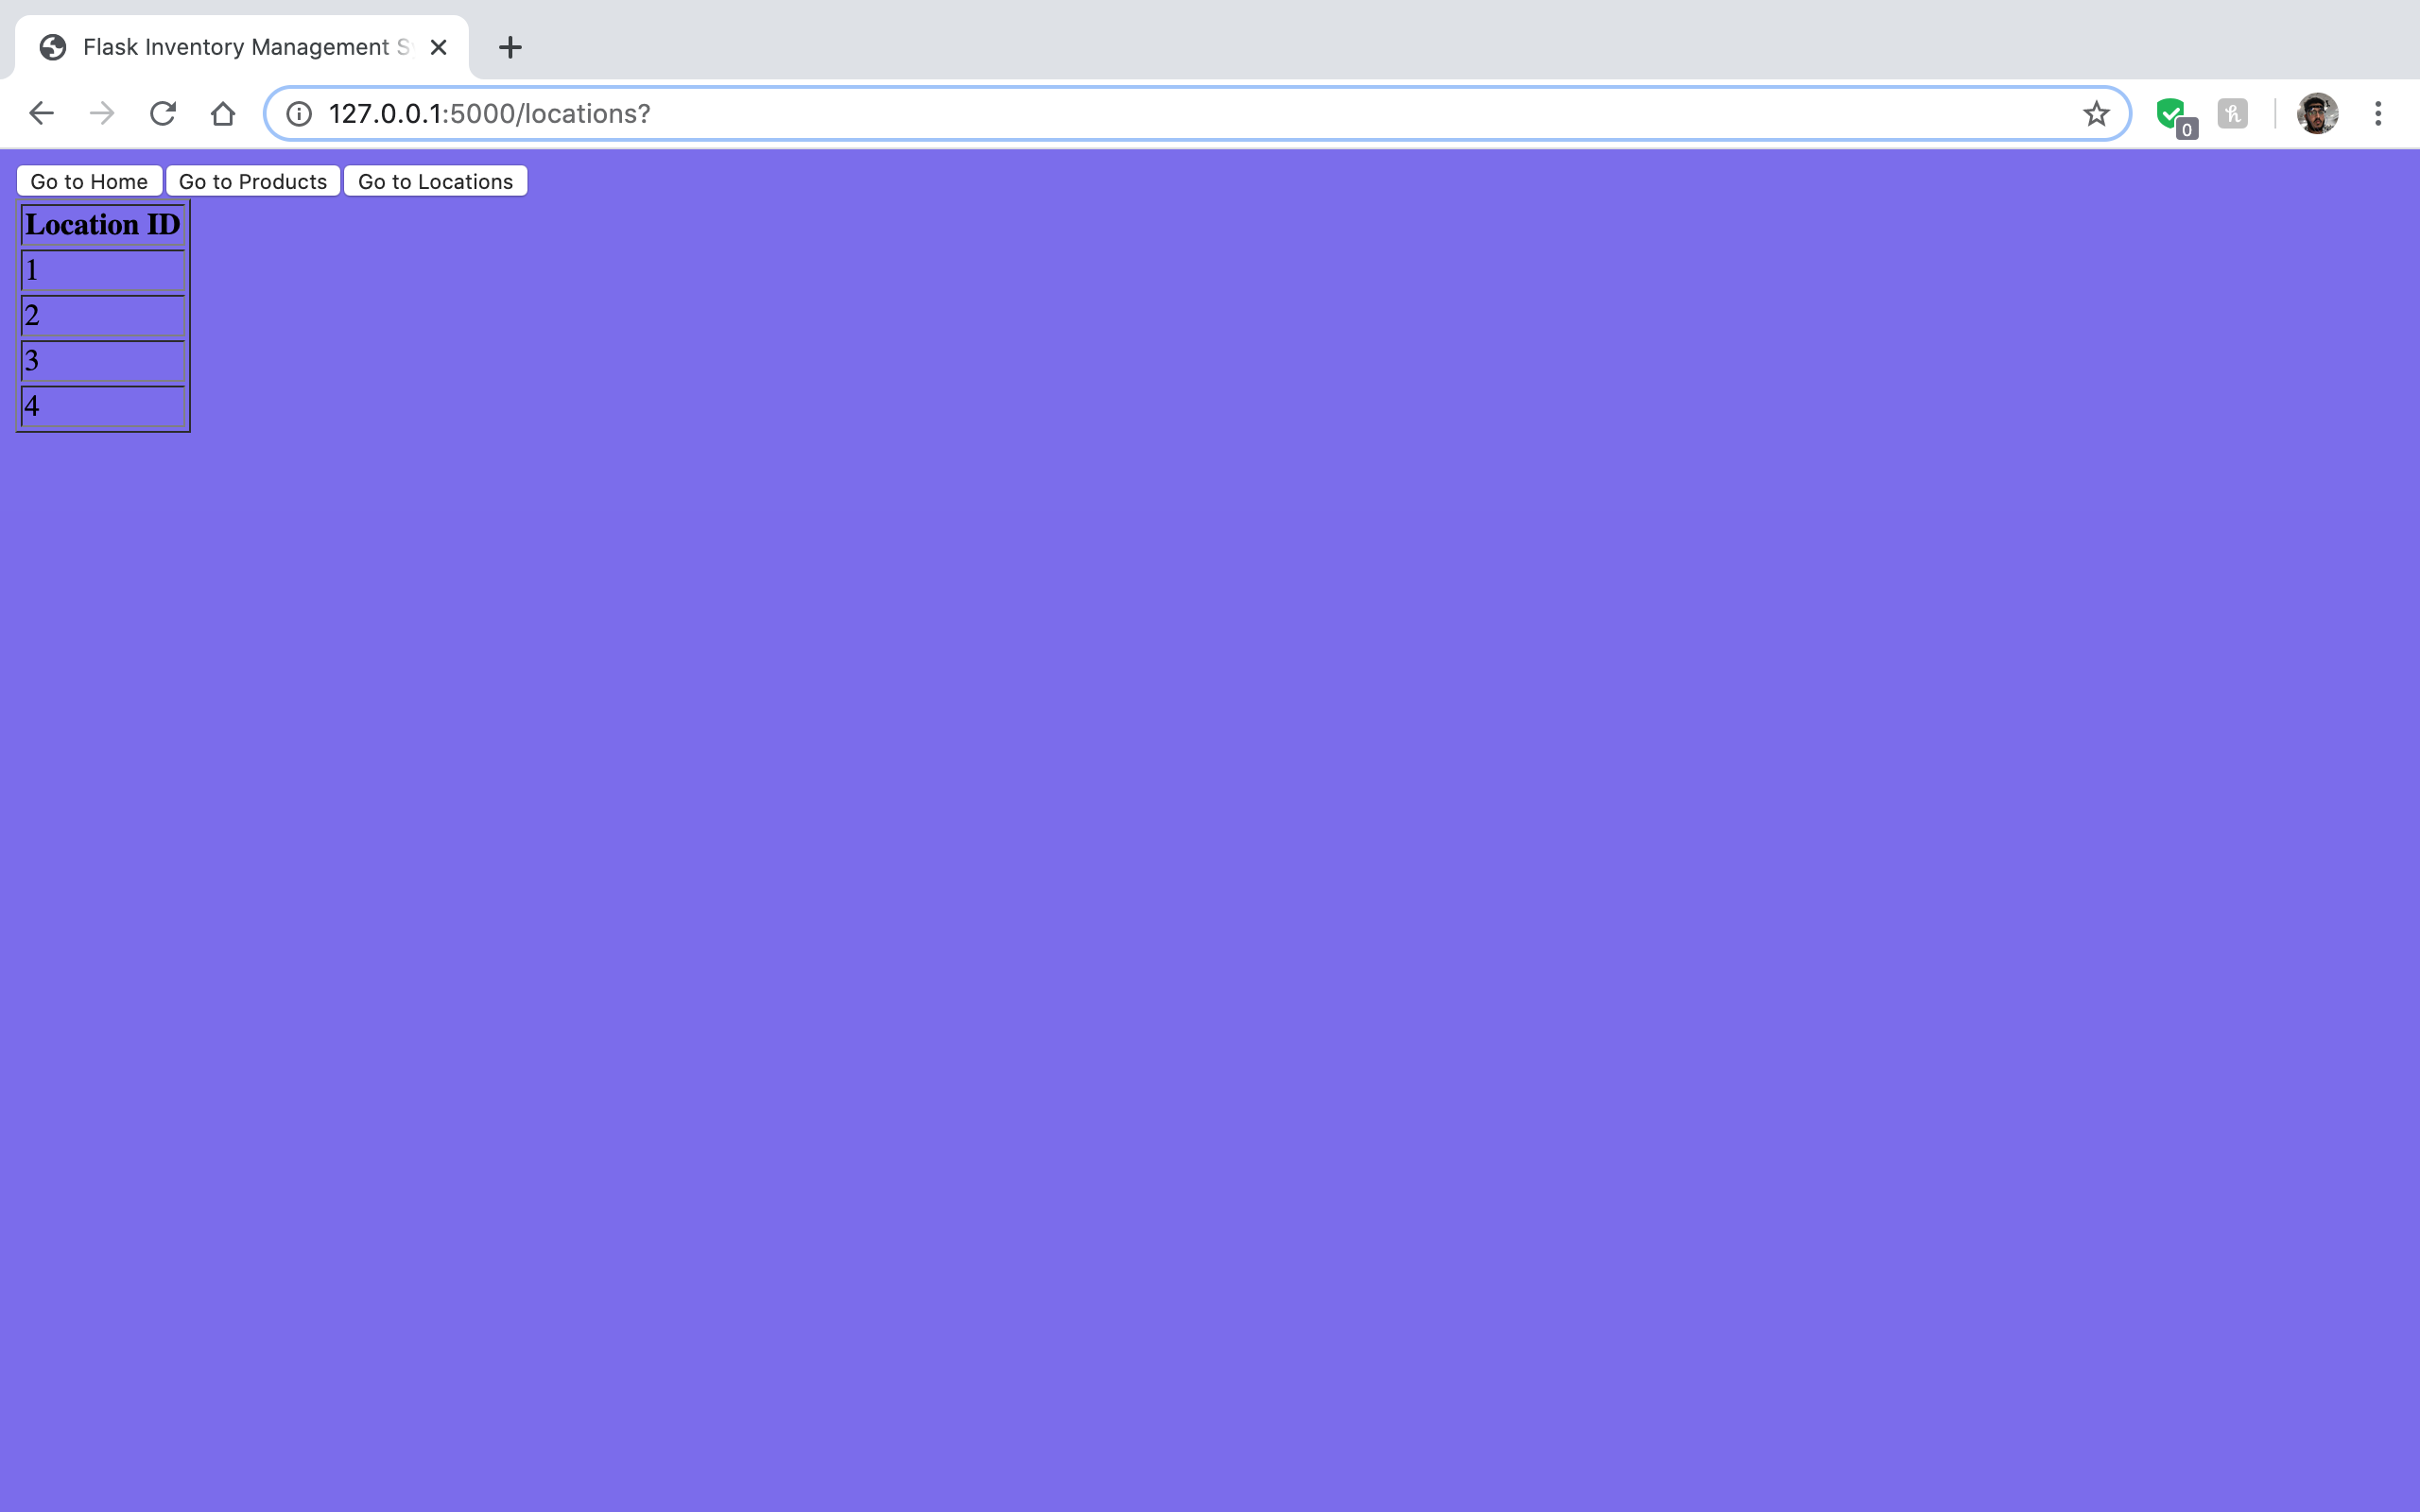 Flask Inventory Management S
127.0.0.1:5000/locations?
0
Go to Home Go to Products Go to Locations
Location ID
1
2
3
4